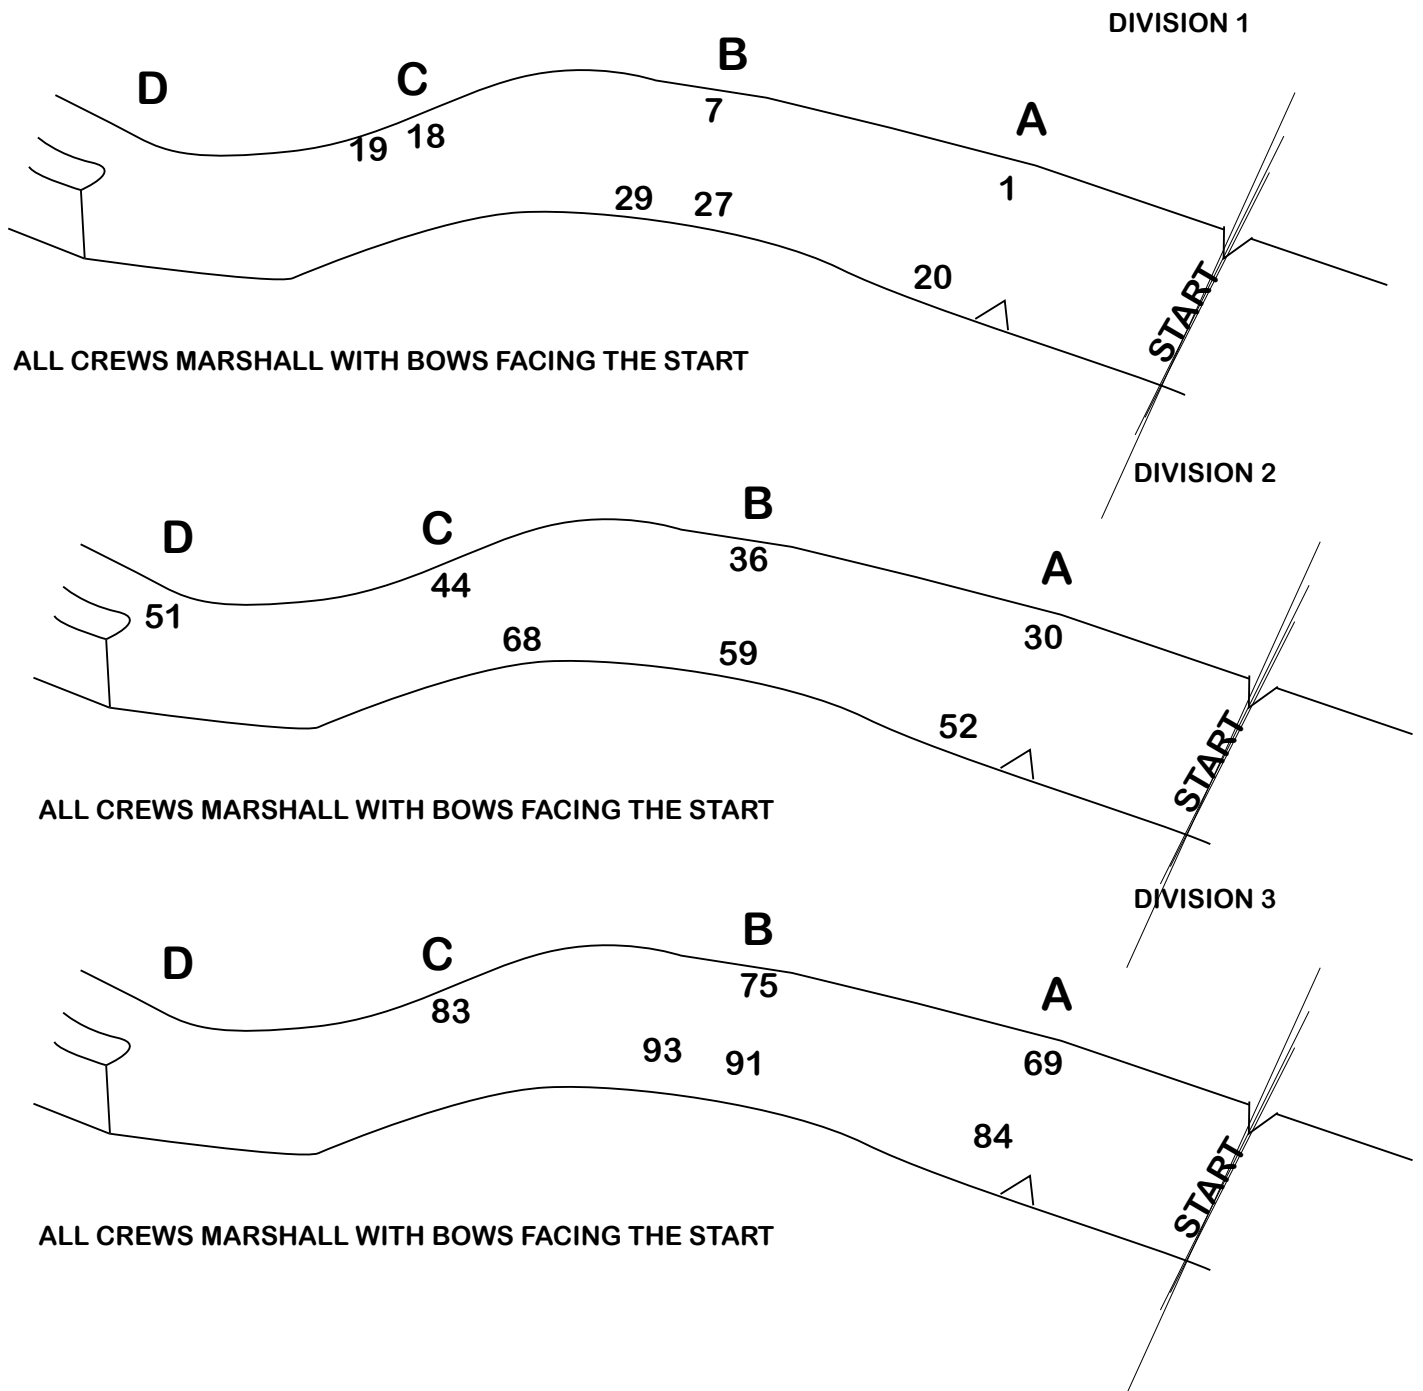 DIVISION 1
D C B A
19 18 7 1
29 27
20
START
ALL CREWS MARSHALL WITH BOWS FACING THE START
DIVISION 2
D C B A
51 44 36 30
68 59
52
START
ALL CREWS MARSHALL WITH BOWS FACING THE START
DIVISION 3
D C B A
83 75 69
93 91
84
START
ALL CREWS MARSHALL WITH BOWS FACING THE START